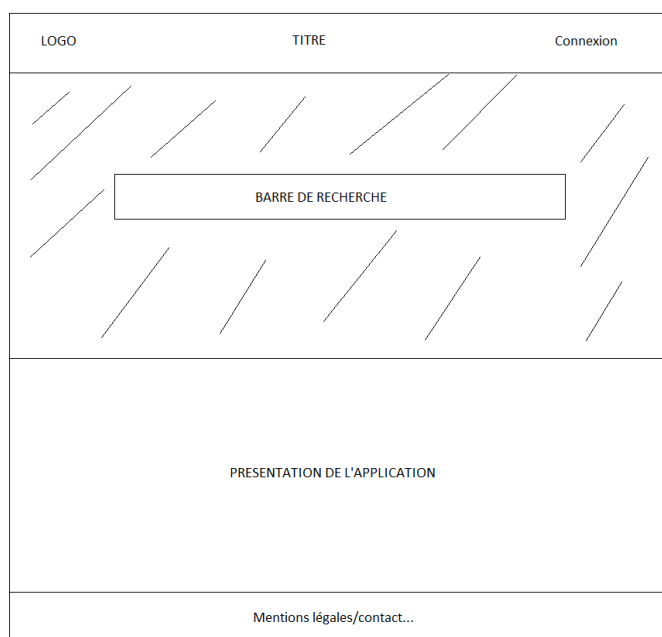 LOGO TITRE Connexion
BARRE DE RECHERCHE
PRESENTATION DE L'APPLICATION
Mentions légales/contact...